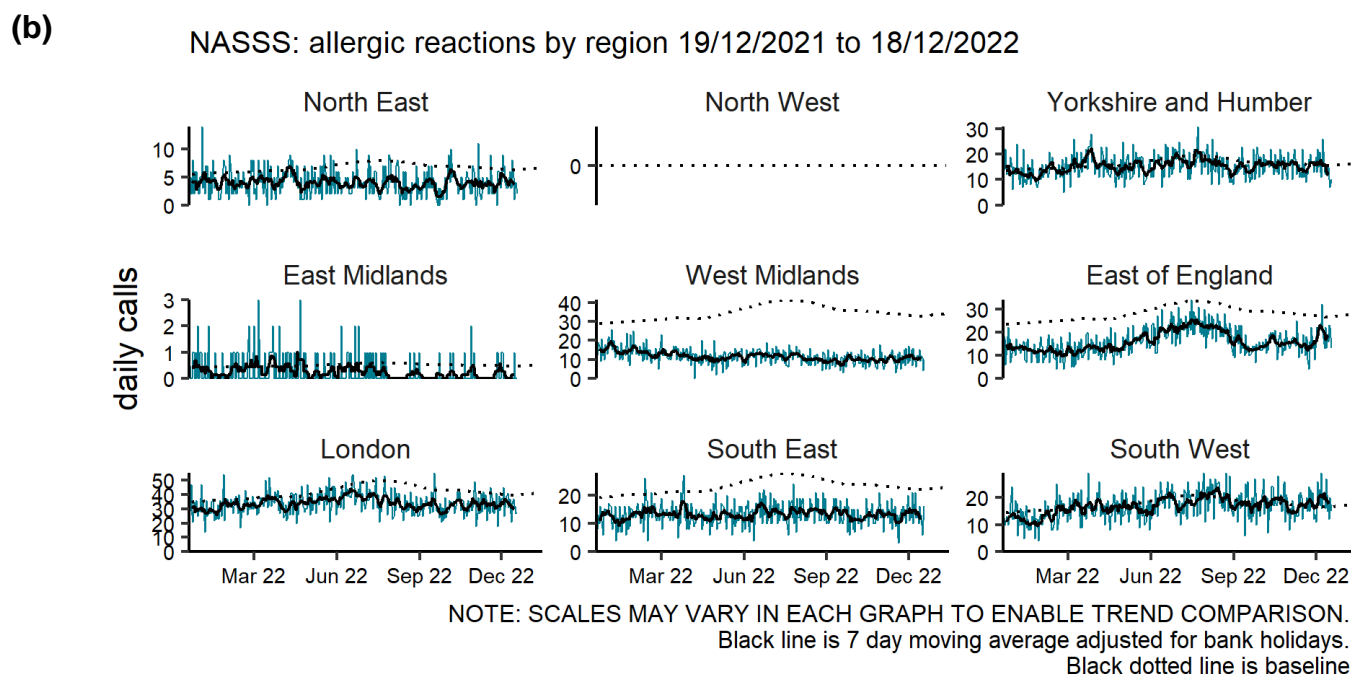 (b)
NASSS: allergic reactions by region 19/12/2021 to 18/12/2022
daily calls
North East
10
5
0
North West
0
Yorkshire and Humber
30
20
10
0
East Midlands
3
2
1
0
West Midlands
40
30
20
10
0
East of England
30
20
10
0
London
50
40
30
20
10
0
Mar 22 Jun 22 Sep 22 Dec 22
South East
20
10
0
Mar 22 Jun 22 Sep 22 Dec 22
South West
20
10
0
Mar 22 Jun 22 Sep 22 Dec 22
NOTE: SCALES MAY VARY IN EACH GRAPH TO ENABLE TREND COMPARISON.
Black line is 7 day moving average adjusted for bank holidays.
Black dotted line is baseline